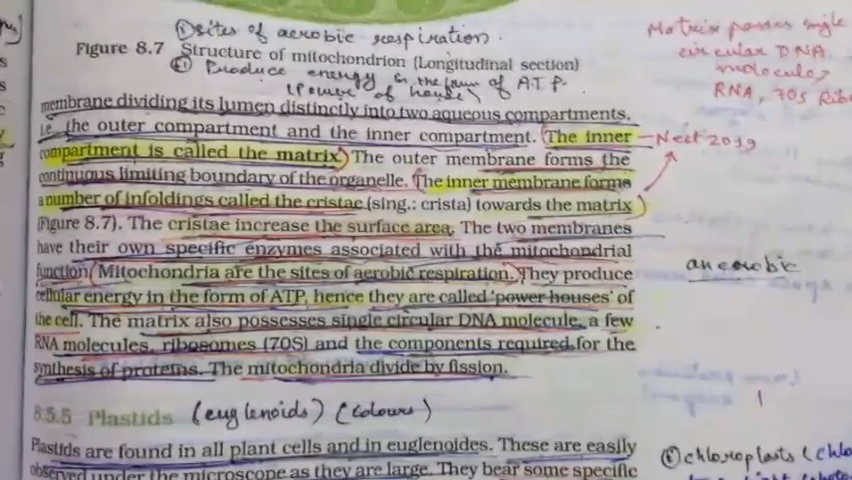 ① Sites of aerobic respiration.
Figure 8.7 Structure of mitochondrion (Longitudinal section)
Produce energy in the form of A.T.P.
(Power of house)
membrane dividing its lumen distinctly into two aqueous compartments,
i.e. the outer compartment and the inner compartment. The inner
compartment is called the matrix. The outer membrane forms the
continuous limiting boundary of the organelle. The inner membrane forms
a number of infoldings called the cristae (sing.: crista) towards the matrix
(Figure 8.7). The cristae increase the surface area. The two membranes
have their own specific enzymes associated with the mitochondrial
function. Mitochondria are the sites of aerobic respiration. They produce
cellular energy in the form of ATP, hence they are called 'power houses' of
the cell. The matrix also possesses single circular DNA molecule, a few
RNA molecules, ribosomes (70S) and the components required for the
synthesis of proteins. The mitochondria divide by fission.
8.5.5 Plastids (euglenoids) (colours)
Plastids are found in all plant cells and in euglenoides. These are easily
observed under the microscope as they are large. They bear some specific
Matrix posses single
circular DNA
molecule,
RNA, 70S Ribo
Neet 2019
anaerobic
chloroplasts (chlo